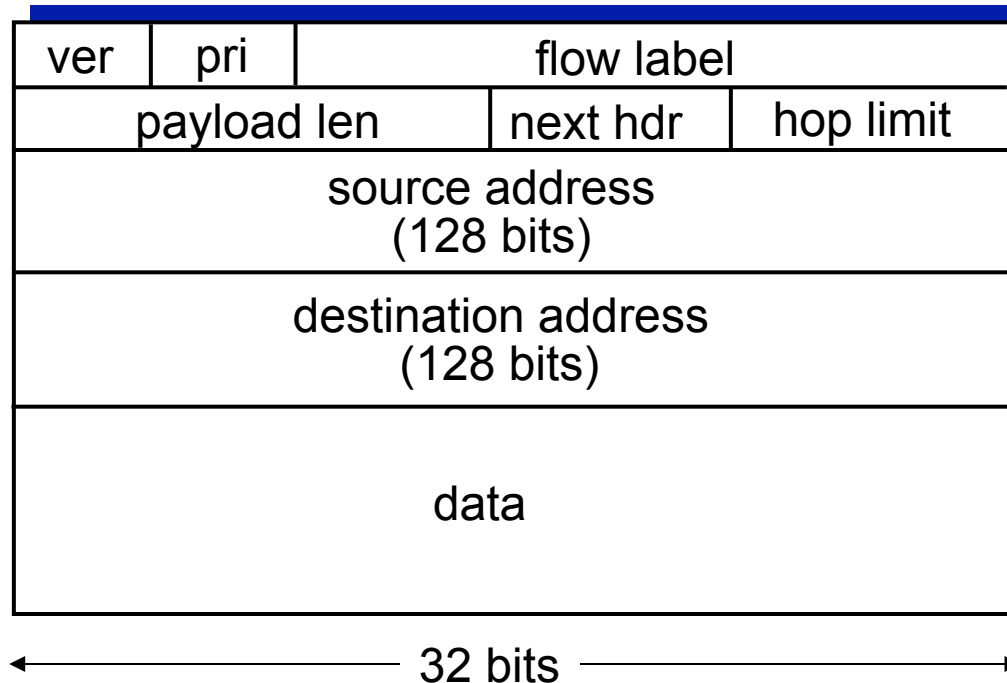 ver pri flow label
payload len next hdr hop limit
source address
(128 bits)
destination address
(128 bits)
data
32 bits